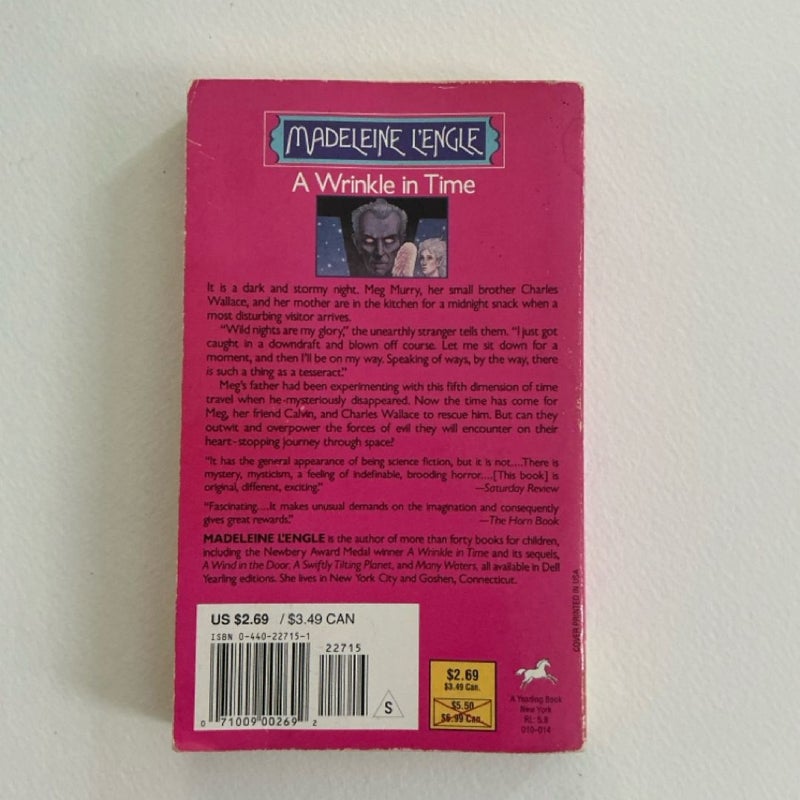 MADELEINE L'ENGLE
A Wrinkle in Time
It is a dark and stormy night. Meg Murry, her small brother Charles
Wallace, and her mother are in the kitchen for a midnight snack when a
most disturbing visitor arrives.
"Wild nights are my glory," the unearthly stranger tells them. "I just got
caught in a downdraft and blown off course. Let me sit down for a
moment, and then I'll be on my way. Speaking of ways, by the way, there
is such a thing as a tesseract."
Meg's father had been experimenting with this fifth dimension of time
travel when he mysteriously disappeared. Now the time has come for
Meg, her friend Calvin, and Charles Wallace to rescue him. But can they
outwit and overpower the forces of evil they will encounter on their
heart-stopping journey through space?
"It has the general appearance of being science fiction, but it is not....There is
mystery, mysticism, a feeling of indefinable, brooding horror....[This book] is
original, different, exciting." —Saturday Review
"Fascinating....It makes unusual demands on the imagination and consequently
gives great rewards." —The Horn Book
MADELEINE L'ENGLE is the author of more than forty books for children,
including the Newbery Award Medal winner A Wrinkle in Time and its sequels,
A Wind in the Door, A Swiftly Tilting Planet, and Many Waters, all available in Dell
Yearling editions. She lives in New York City and Goshen, Connecticut.
COVER PRINTED IN USA
US $2.69 / $3.49 CAN
ISBN 0-440-22715-1
22715
0 71009 00269 2
S
$2.69
$3.49 Can.
$5.50
$6.99 Can.
A Yearling Book
New York
RL: 5.8
010-014